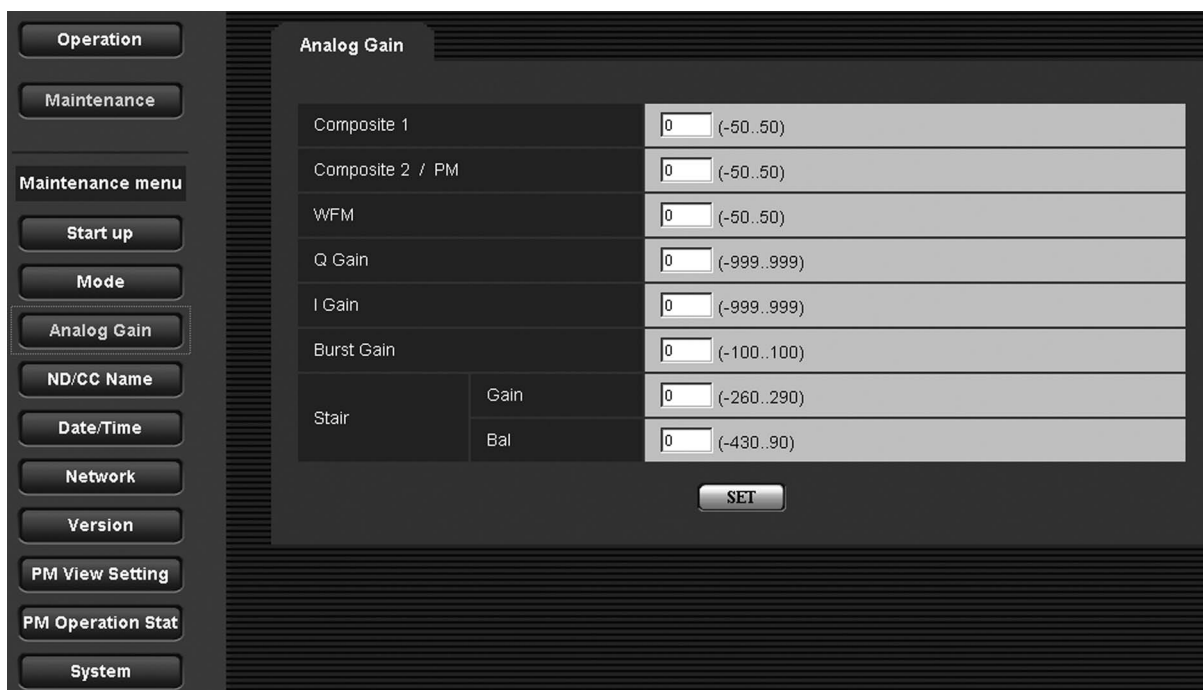 Operation
Maintenance
Maintenance menu
Start up
Mode
Analog Gain
ND/CC Name
Date/Time
Network
Version
PM View Setting
PM Operation Stat
System
Analog Gain
Composite 1 0 (-50..50)
Composite 2 / PM 0 (-50..50)
WFM 0 (-50..50)
Q Gain 0 (-999..999)
I Gain 0 (-999..999)
Burst Gain 0 (-100..100)
Stair
Gain 0 (-260..290)
Bal 0 (-430..90)
SET